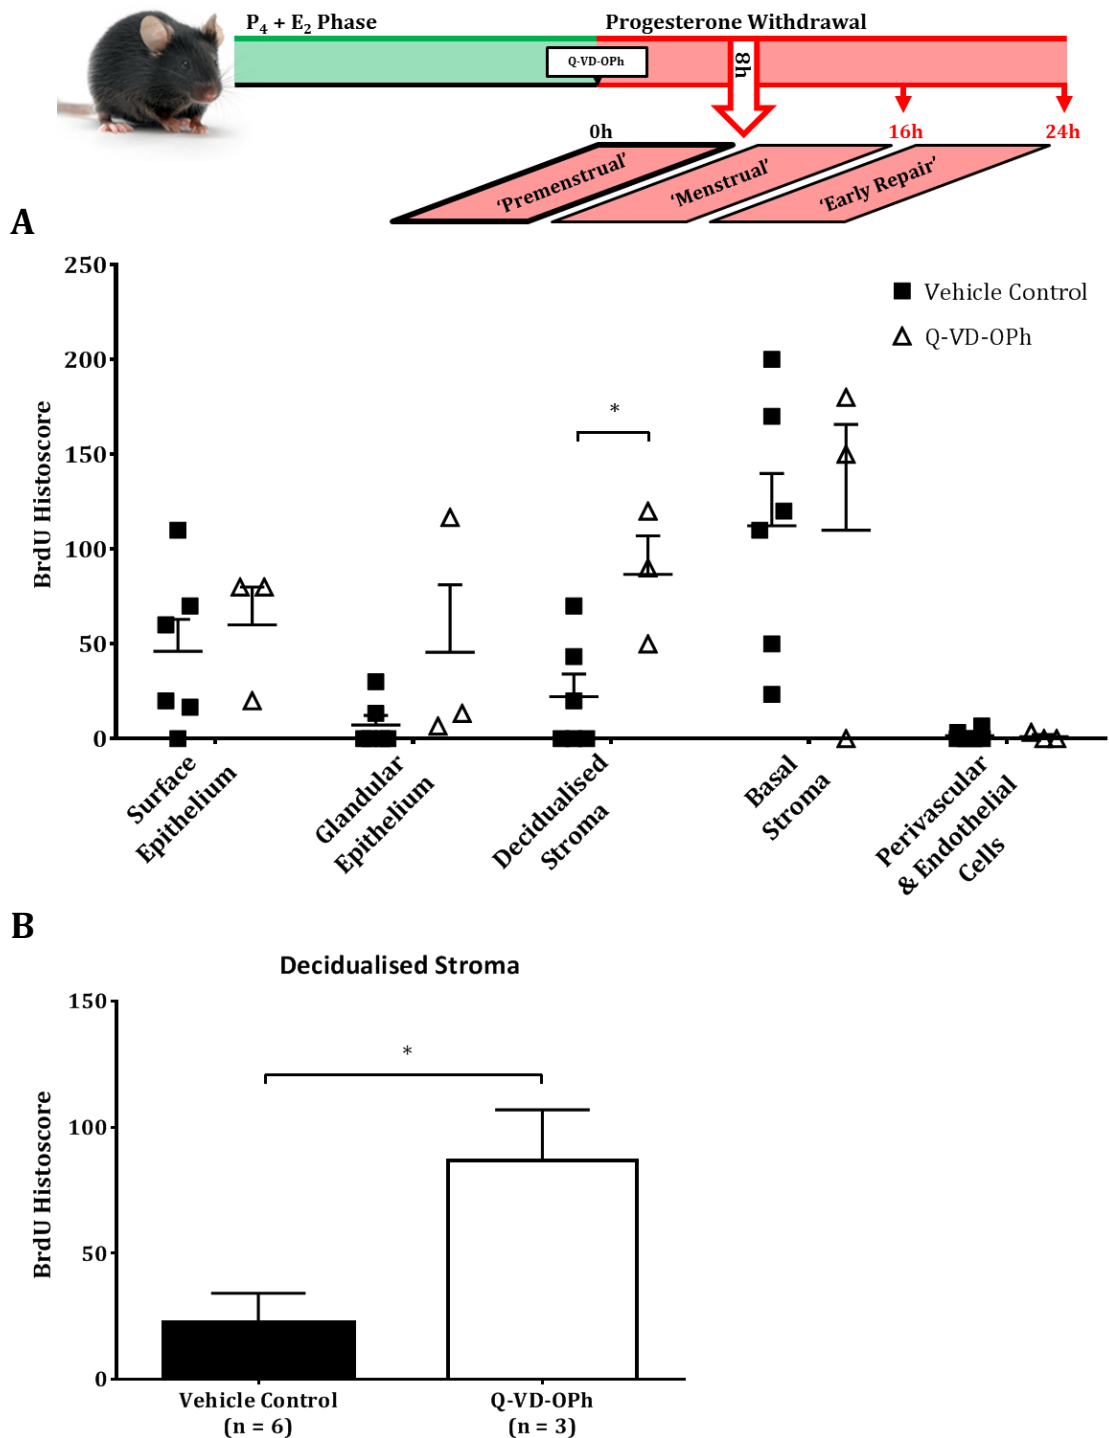 P4 + E2 Phase
Progesterone Withdrawal
Q-VD-OPh
8h
0h
16h
24h
‘Premenstrual’
‘Menstrual’
‘Early Repair’
A
250
200
150
100
50
0
BrdU Histoscore
Vehicle Control
Q-VD-OPh
*
Surface
Epithelium
Glandular
Epithelium
Decidualised
Stroma
Basal
Stroma
Perivascular
& Endothelial
Cells
B
Decidualised Stroma
150
100
50
0
BrdU Histoscore
*
Vehicle Control
(n = 6)
Q-VD-OPh
(n = 3)